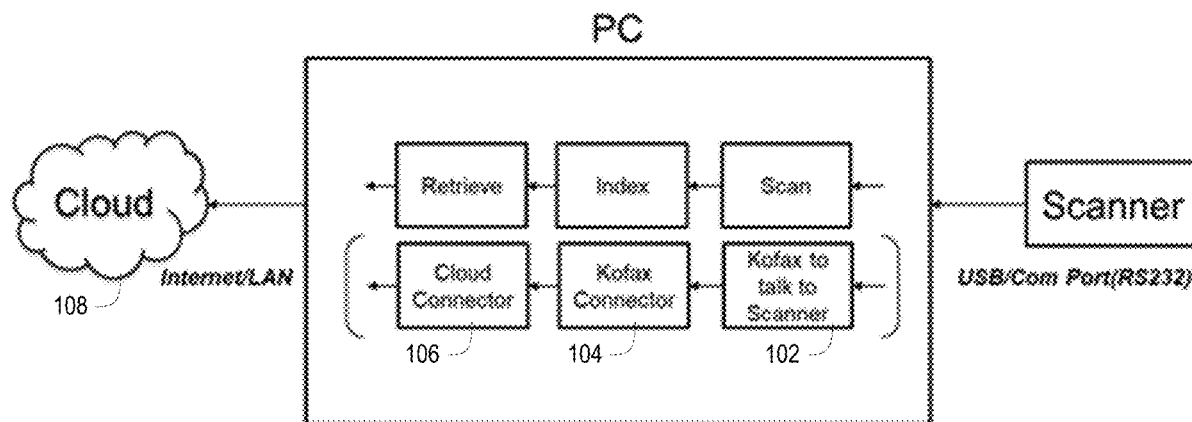 PC
Retrieve
Index
Scan
Cloud
Scanner
Internet/LAN
USB/Com Port(RS232)
Cloud
Connector
Kofax
Connector
Kofax to
talk to
Scanner
108
106
104
102